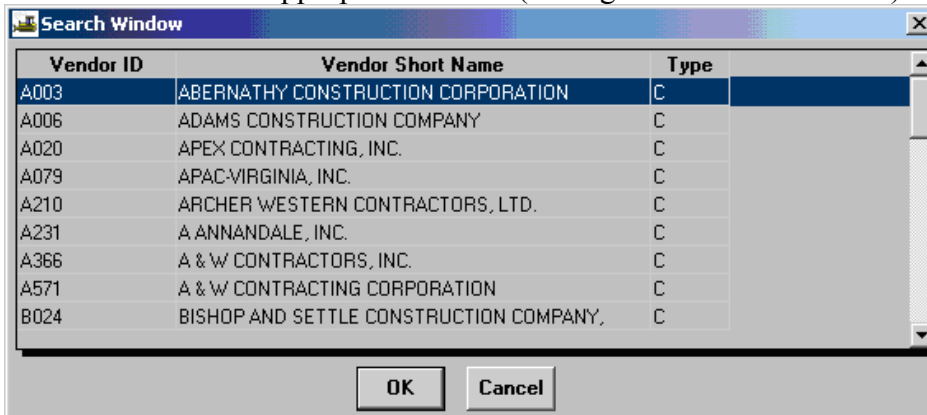 Search Window
Vendor ID Vendor Short Name Type
A003 ABERNATHY CONSTRUCTION CORPORATION C
A006 ADAMS CONSTRUCTION COMPANY C
A020 APEX CONTRACTING, INC. C
A079 APAC-VIRGINIA, INC. C
A210 ARCHER WESTERN CONTRACTORS, LTD. C
A231 A ANNANDALE, INC. C
A366 A & W CONTRACTORS, INC. C
A571 A & W CONTRACTING CORPORATION C
B024 BISHOP AND SETTLE CONSTRUCTION COMPANY, C
OK Cancel